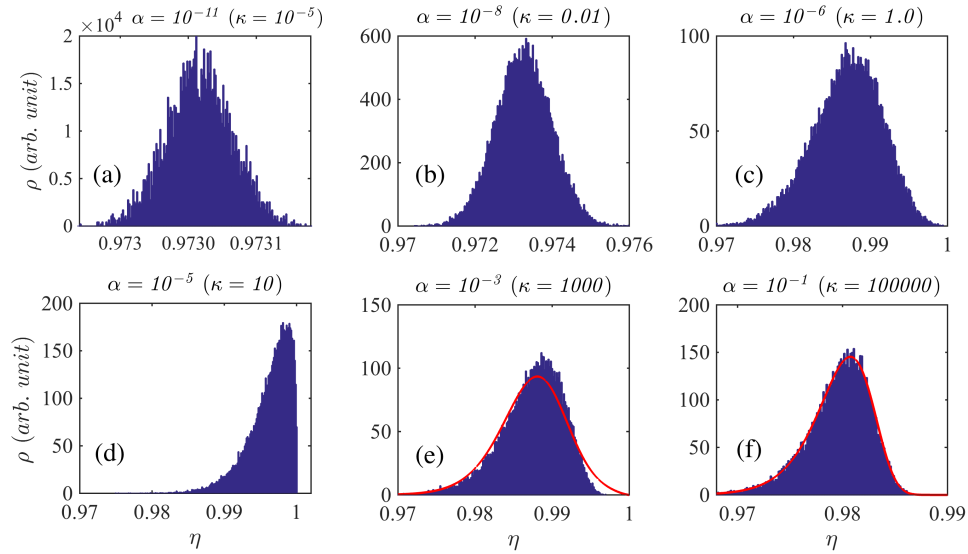 α = 10⁻¹¹ (κ = 10⁻⁵)
α = 10⁻⁸ (κ = 0.01)
α = 10⁻⁶ (κ = 1.0)
×10⁴
2
1.5
1
0.5
0
ρ (arb. unit)
(a)
0.973
0.9730
0.9731
600
400
200
0
(b)
0.97
0.972
0.974
0.976
100
50
0
(c)
0.97
0.98
0.99
1
α = 10⁻⁵ (κ = 10)
α = 10⁻³ (κ = 1000)
α = 10⁻¹ (κ = 100000)
200
150
100
50
0
ρ (arb. unit)
(d)
0.97
0.98
0.99
1
η
150
100
50
0
(e)
0.97
0.98
0.99
1
η
200
150
100
50
0
(f)
0.97
0.98
0.99
η